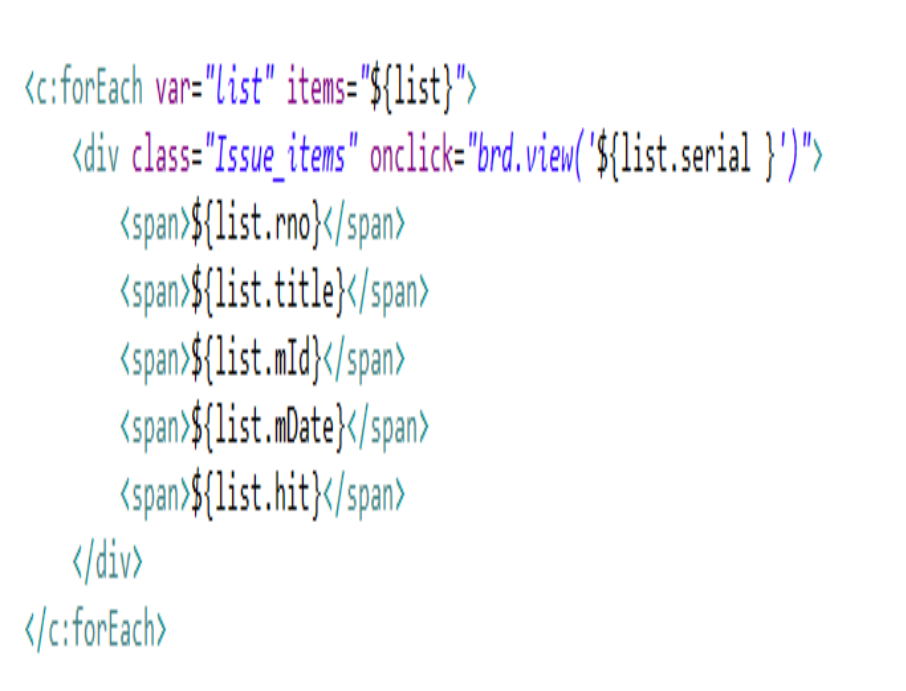 <c:forEach var="list" items="${list}">
<div class="Issue_items" onclick="brd.view('${list.serial }')">
<span>${list.rno}</span>
<span>${list.title}</span>
<span>${list.mId}</span>
<span>${list.mDate}</span>
<span>${list.hit}</span>
</div>
</c:forEach>